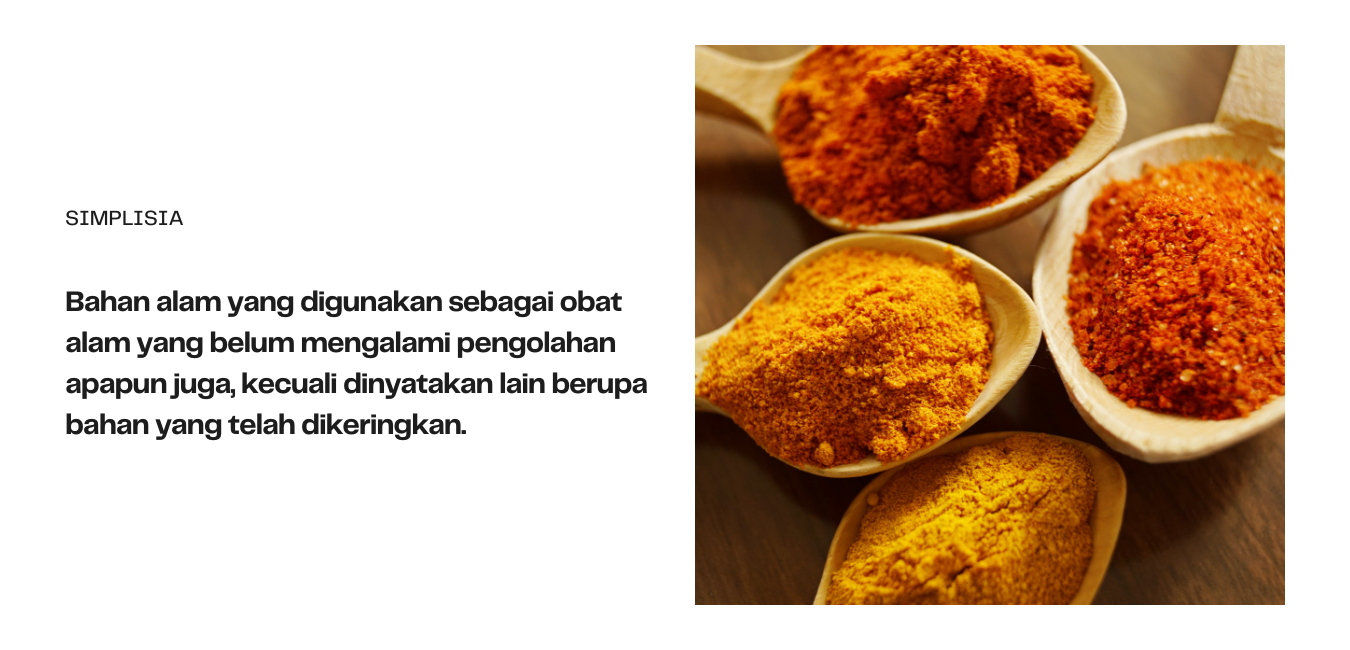 SIMPLISIA
Bahan alam yang digunakan sebagai obat
alam yang belum mengalami pengolahan
apapun juga, kecuali dinyatakan lain berupa
bahan yang telah dikeringkan.